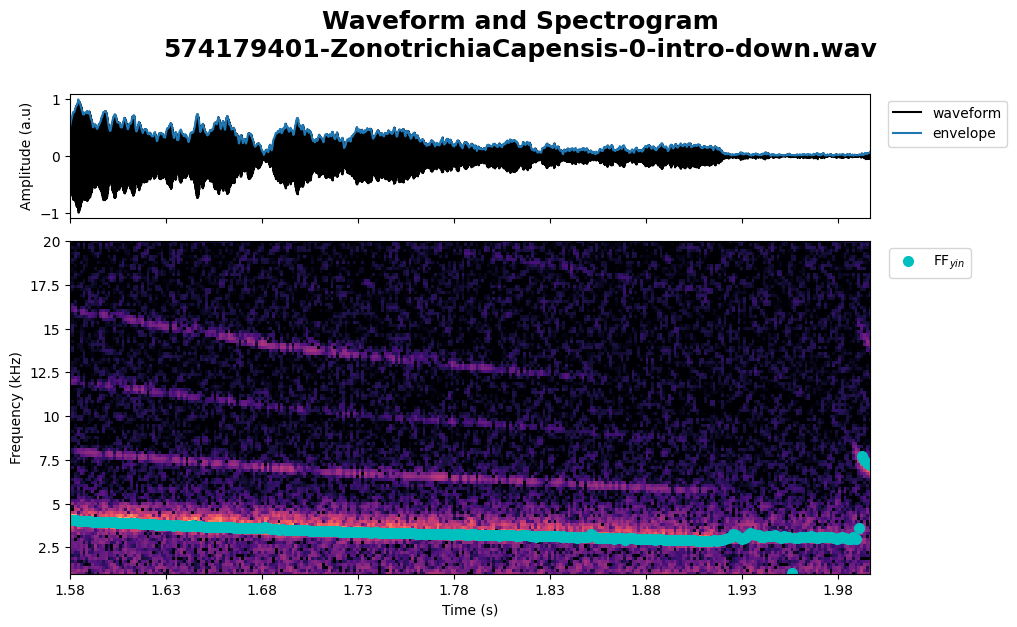 Waveform and Spectrogram
574179401-ZonotrichiaCapensis-0-intro-down.wav
Amplitude (a.u)
1
0
−1
waveform
envelope
Frequency (kHz)
20
17.5
15
12.5
10
7.5
5
2.5
FF yin
1.58 1.63 1.68 1.73 1.78 1.83 1.88 1.93 1.98
Time (s)